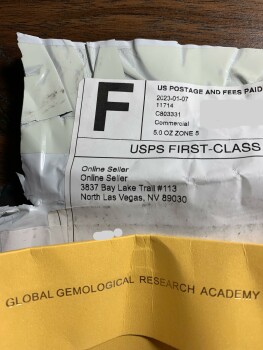 F
US POSTAGE AND FEES PAID
2023-01-07
11714
C803331
Commercial
5.0 OZ ZONE 8
USPS FIRST-CLASS
Online Seller
Online Seller
3837 Bay Lake Trail #113
North Las Vegas, NV 89030
GLOBAL GEMOLOGICAL RESEARCH ACADEMY